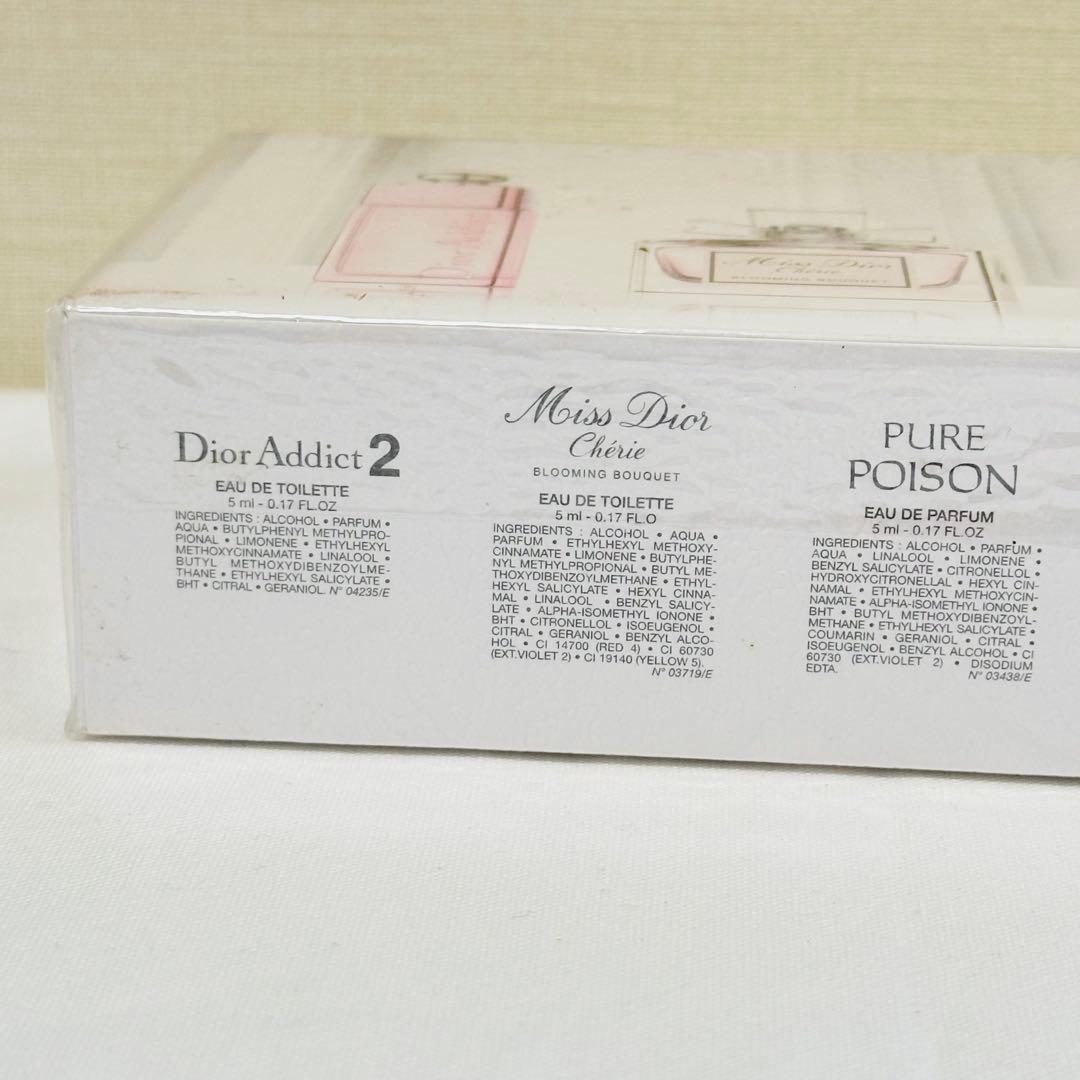 Dior Addict
Miss Dior
Chérie
BLOOMING BOUQUET
Dior Addict 2
EAU DE TOILETTE
5 ml - 0.17 FL.OZ
INGREDIENTS : ALCOHOL • PARFUM •
AQUA • BUTYLPHENYL METHYLPRO-
PIONAL • LIMONENE • ETHYLHEXYL
METHOXYCINNAMATE • LINALOOL •
BUTYL METHOXYDIBENZOYLME-
THANE • ETHYLHEXYL SALICYLATE •
BHT • CITRAL • GERANIOL. N° 04235/E
Miss Dior
Chérie
BLOOMING BOUQUET
EAU DE TOILETTE
5 ml - 0.17 FL.O
INGREDIENTS : ALCOHOL • AQUA •
PARFUM • ETHYLHEXYL METHOXY-
CINNAMATE • LIMONENE • BUTYLPHE-
NYL METHYLPROPIONAL • BUTYL ME-
THOXYDIBENZOYLMETHANE • ETHYL-
HEXYL SALICYLATE • HEXYL CINNA-
MAL • LINALOOL • BENZYL SALICY-
LATE • ALPHA-ISOMETHYL IONONE •
BHT • CITRONELLOL • ISOEUGENOL •
CITRAL • GERANIOL • BENZYL ALCO-
HOL • CI 14700 (RED 4) • CI 60730
(EXT.VIOLET 2) • CI 19140 (YELLOW 5).
N° 03719/E
PURE
POISON
EAU DE PARFUM
5 ml - 0.17 FL.OZ
INGREDIENTS : ALCOHOL • PARFUM •
AQUA • LINALOOL • LIMONENE •
BENZYL SALICYLATE • CITRONELLOL •
HYDROXYCITRONELLAL • HEXYL CIN-
NAMAL • ETHYLHEXYL METHOXYCIN-
NAMATE • ALPHA-ISOMETHYL IONONE •
BHT • BUTYL METHOXYDIBENZOYL-
METHANE • ETHYLHEXYL SALICYLATE •
COUMARIN • GERANIOL • CITRAL •
ISOEUGENOL • BENZYL ALCOHOL • CI
60730 (EXT.VIOLET 2) • DISODIUM
EDTA. N° 03438/E